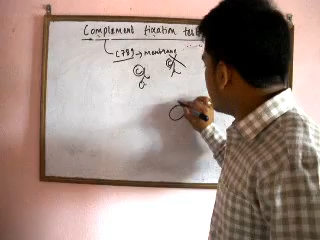 Complement fixation test
C789 → membrane